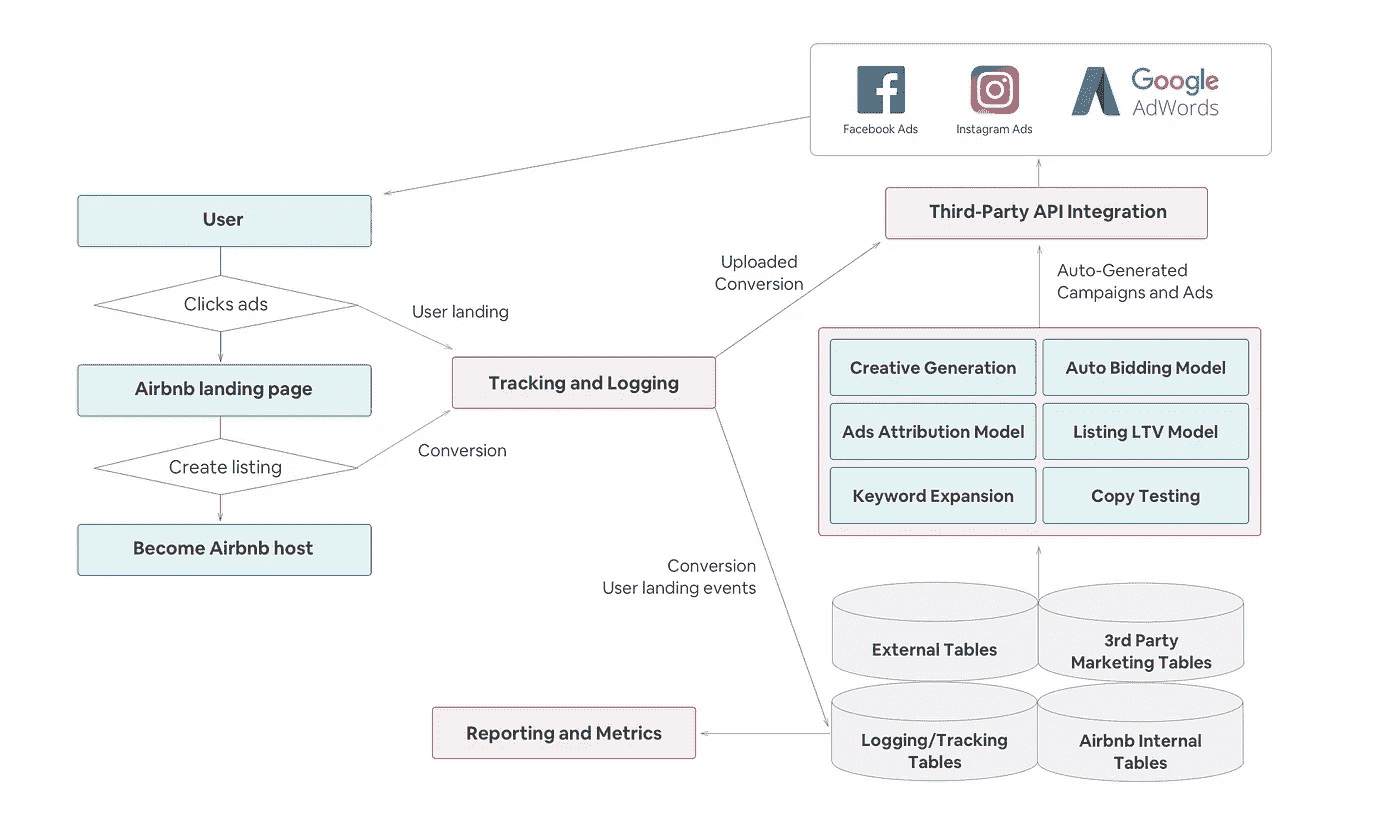 Google
AdWords
Facebook Ads
Instagram Ads
User
Third-Party API Integration
Clicks ads
User landing
Uploaded
Conversion
Auto-Generated
Campaigns and Ads
Airbnb landing page
Tracking and Logging
Creative Generation
Auto Bidding Model
Ads Attribution Model
Listing LTV Model
Keyword Expansion
Copy Testing
Conversion
Create listing
Become Airbnb host
Conversion
User landing events
External Tables
3rd Party
Marketing Tables
Reporting and Metrics
Logging/Tracking
Tables
Airbnb Internal
Tables